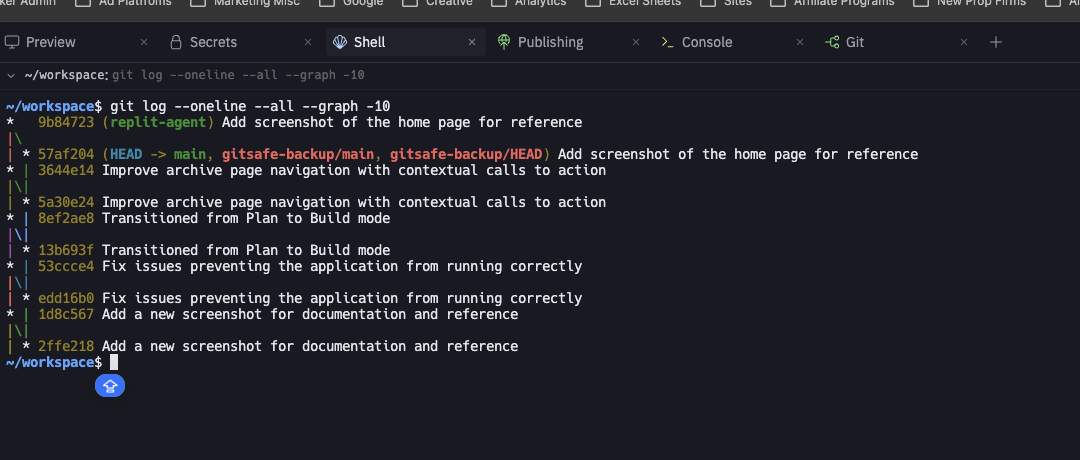 ker Admin Ad Platfroms Marketing Misc Google Creative Analytics Excel Sheets Sites Affiliate Programs New Prop Firms
Preview × Secrets × Shell × Publishing × Console × Git × +
~/workspace: git log --oneline --all --graph -10
~/workspace$ git log --oneline --all --graph -10
*   9b84723 (replit-agent) Add screenshot of the home page for reference
|\
| * 57af204 (HEAD -> main, gitsafe-backup/main, gitsafe-backup/HEAD) Add screenshot of the home page for reference
* | 3644e14 Improve archive page navigation with contextual calls to action
|\|
| * 5a30e24 Improve archive page navigation with contextual calls to action
* | 8ef2ae8 Transitioned from Plan to Build mode
|\|
| * 13b693f Transitioned from Plan to Build mode
* | 53ccce4 Fix issues preventing the application from running correctly
|\|
| * edd16b0 Fix issues preventing the application from running correctly
* | 1d8c567 Add a new screenshot for documentation and reference
|\|
| * 2ffe218 Add a new screenshot for documentation and reference
~/workspace$